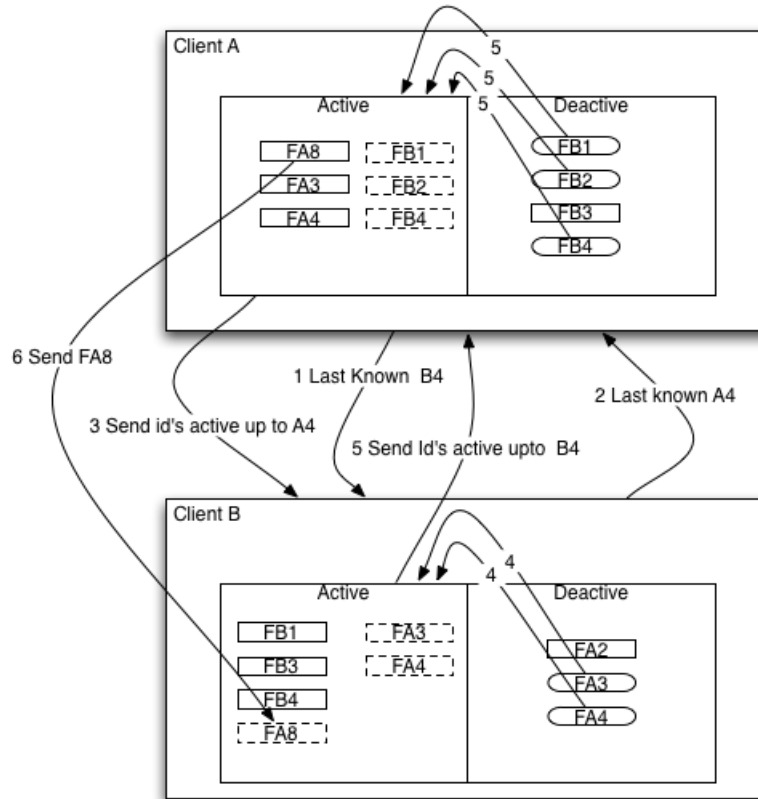 Client A
5
5
5
Active
Deactive
FA8
FB1
FB1
FA3
FB2
FB2
FA4
FB4
FB3
FB4
6 Send FA8
1 Last Known B4
2 Last known A4
3 Send id's active up to A4
5 Send Id's active upto B4
Client B
4
4
Active
Deactive
FB1
FA3
FA2
FB3
FA4
FA3
FB4
FA4
FA8